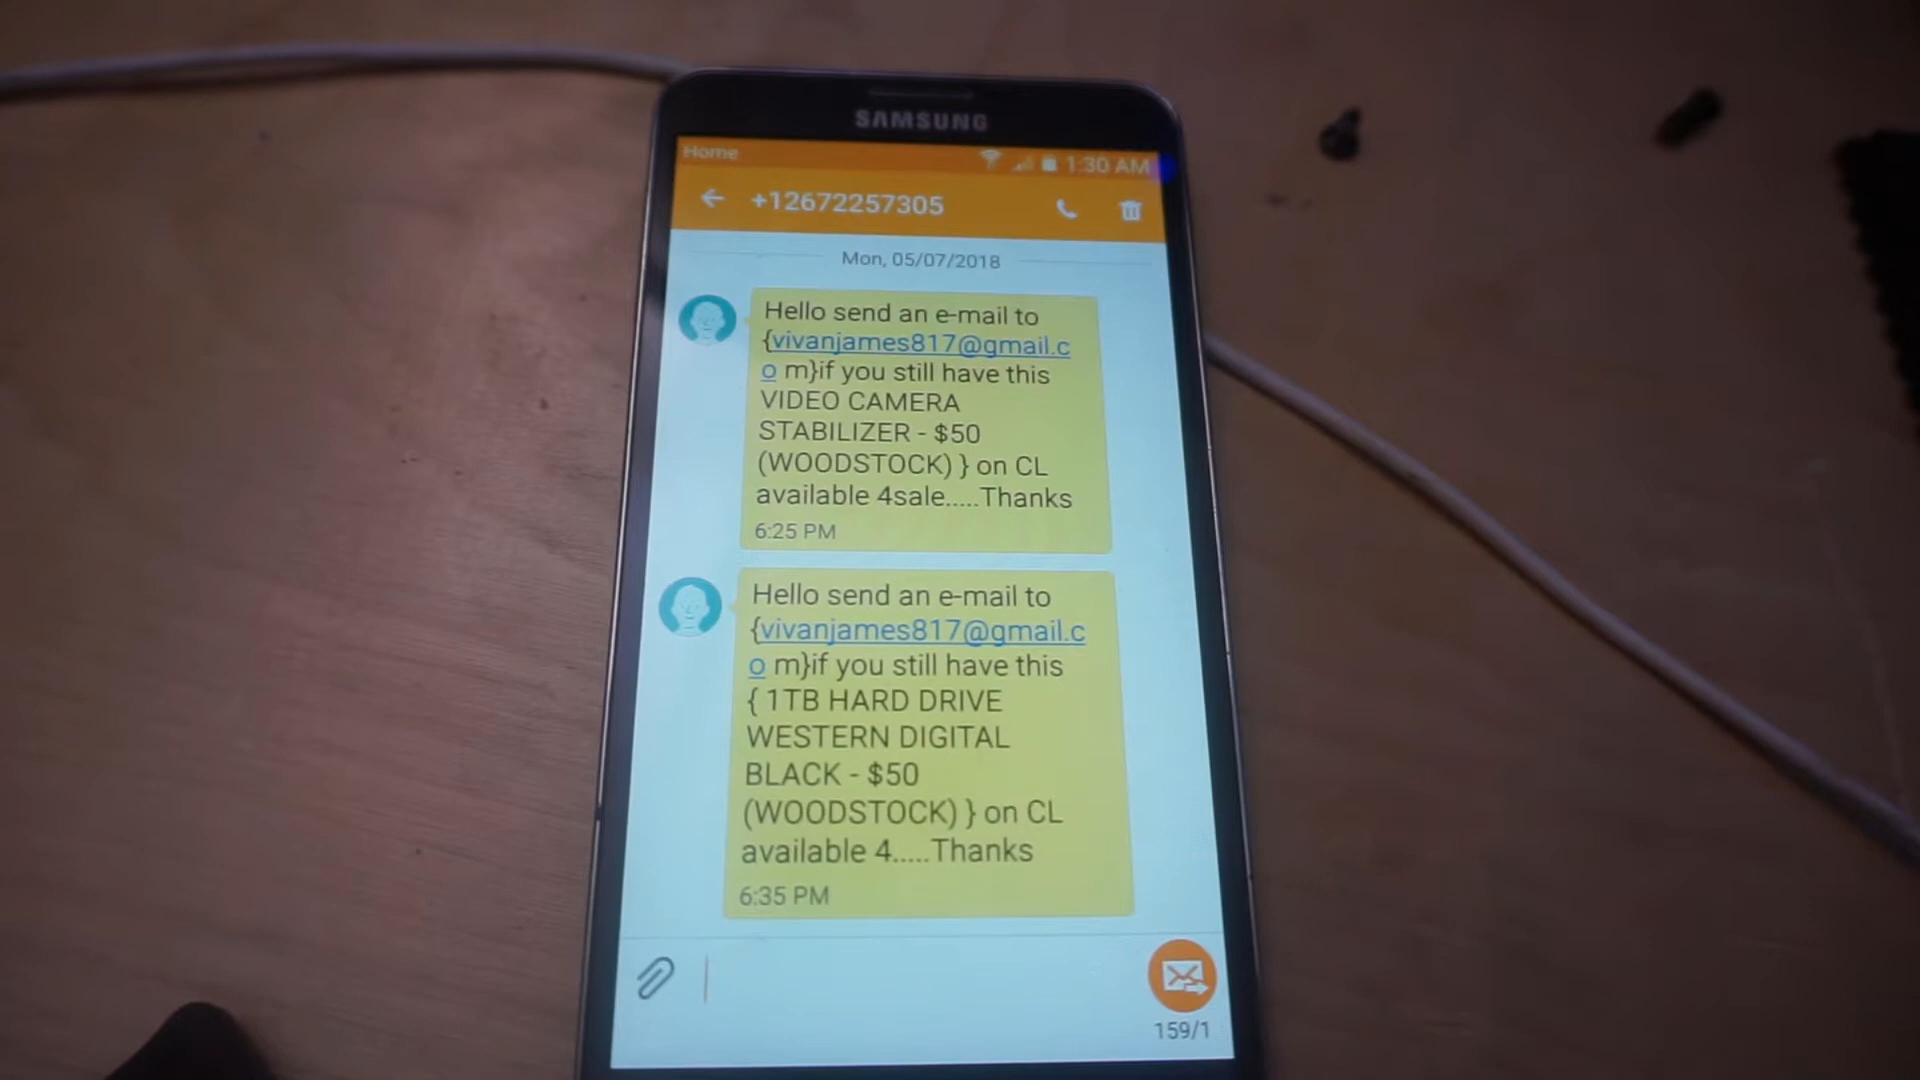 SAMSUNG
Home 1:30 AM
+12672257305
Mon, 05/07/2018
Hello send an e-mail to
{vivanjames817@gmail.c
o m}if you still have this
VIDEO CAMERA
STABILIZER - $50
(WOODSTOCK) } on CL
available 4sale.....Thanks
6:25 PM
Hello send an e-mail to
{vivanjames817@gmail.c
o m}if you still have this
{ 1TB HARD DRIVE
WESTERN DIGITAL
BLACK - $50
(WOODSTOCK) } on CL
available 4.....Thanks
6:35 PM
159/1